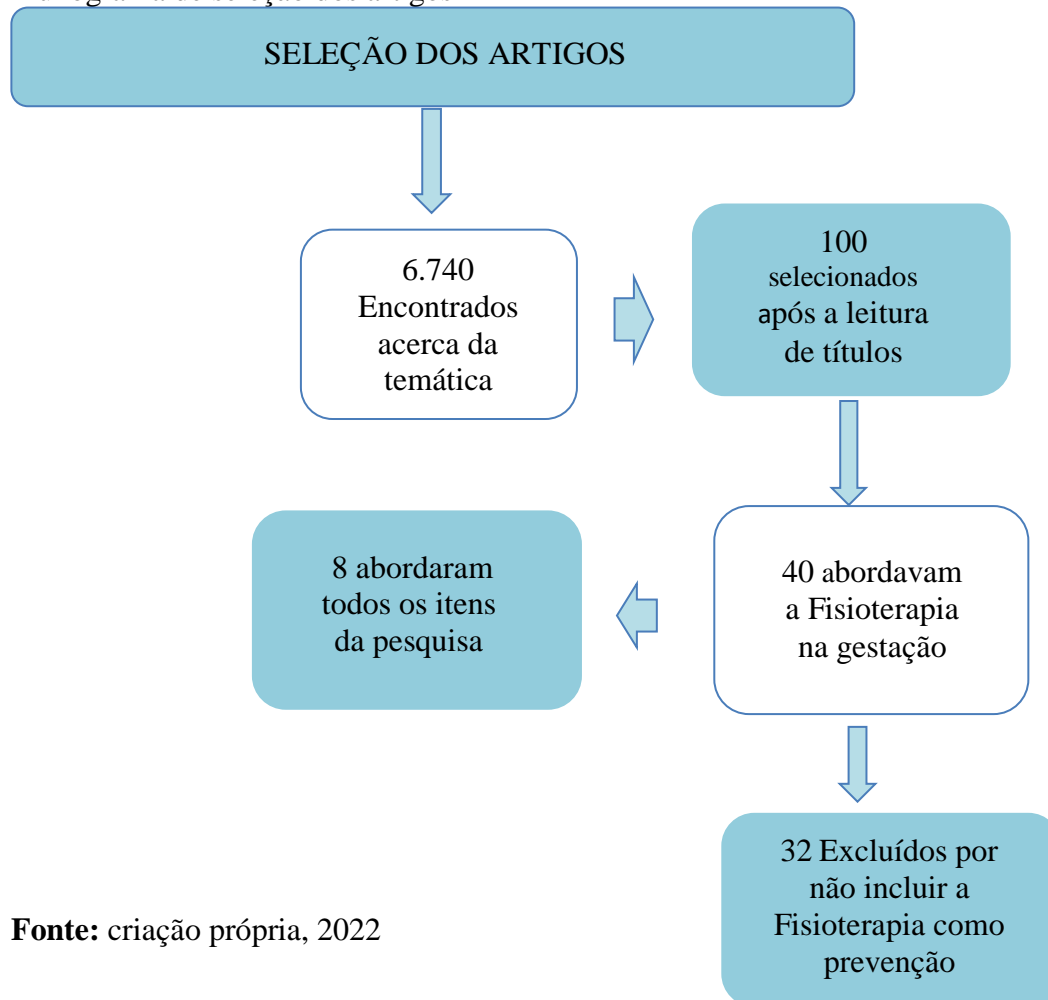 SELEÇÃO DOS ARTIGOS
6.740
Encontrados
acerca da
temática
100
selecionados
após a leitura
de títulos
8 abordaram
todos os itens
da pesquisa
40 abordavam
a Fisioterapia
na gestação
32 Excluídos por
não incluir a
Fisioterapia como
prevenção
Fonte: criação própria, 2022